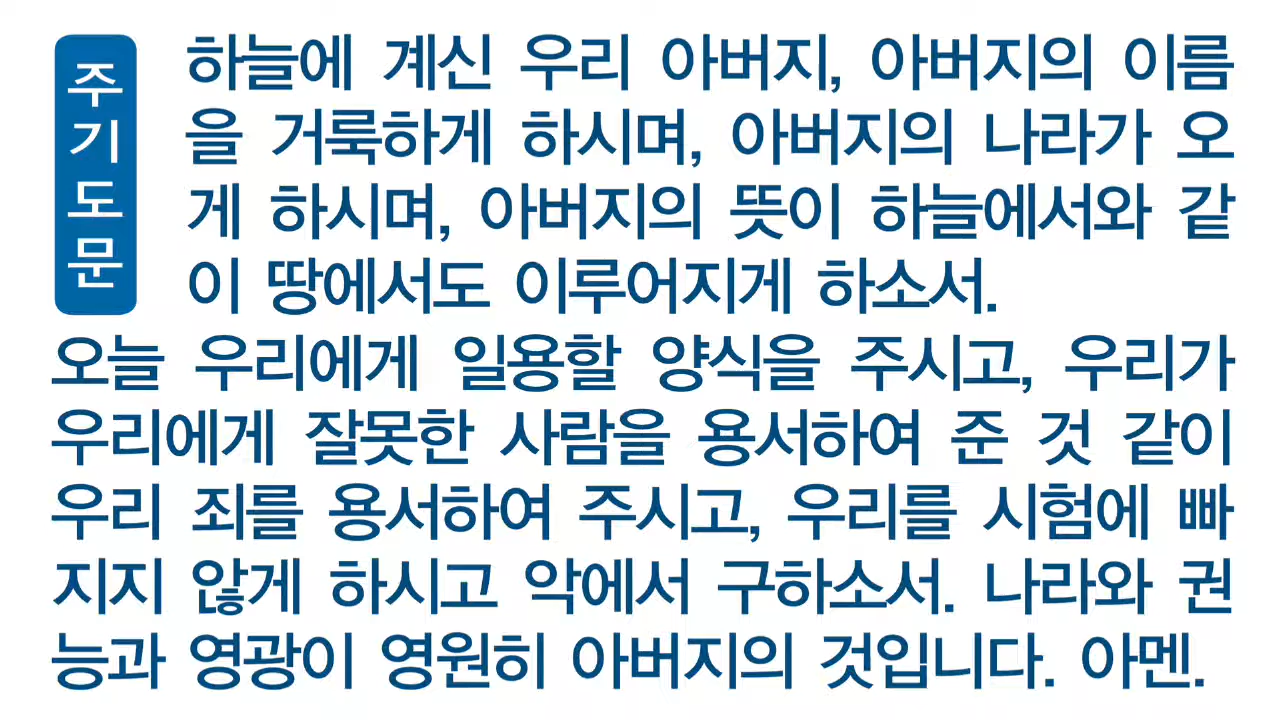 주기도문
하늘에 계신 우리 아버지, 아버지의 이름
을 거룩하게 하시며, 아버지의 나라가 오
게 하시며, 아버지의 뜻이 하늘에서와 같
이 땅에서도 이루어지게 하소서.
오늘 우리에게 일용할 양식을 주시고, 우리가
우리에게 잘못한 사람을 용서하여 준 것 같이
우리 죄를 용서하여 주시고, 우리를 시험에 빠
지지 않게 하시고 악에서 구하소서. 나라와 권
능과 영광이 영원히 아버지의 것입니다. 아멘.